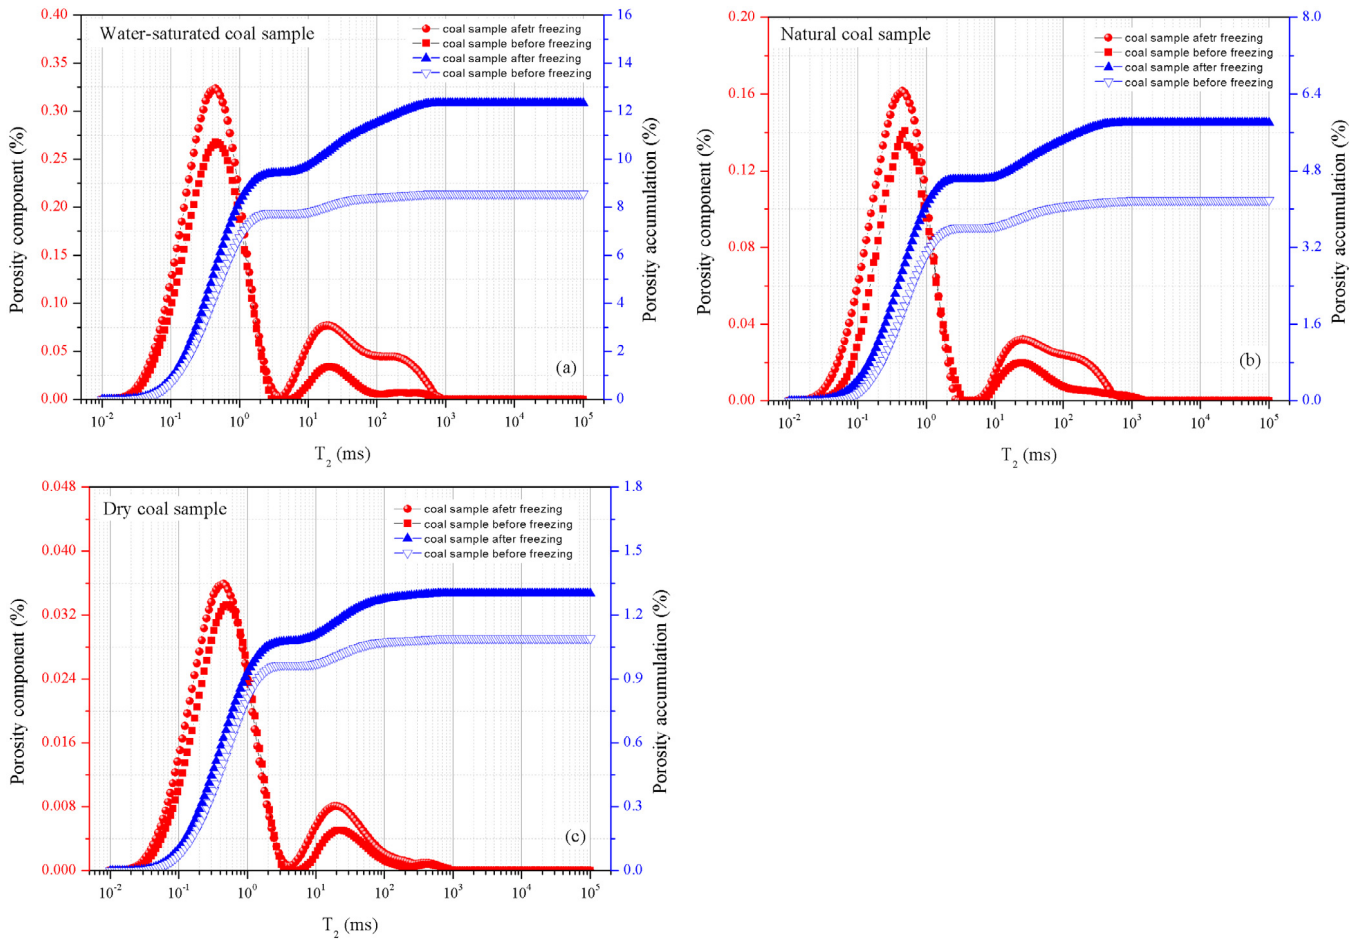 Water-saturated coal sample
coal sample afetr freezing
coal sample before freezing
coal sample after freezing
coal sample before freezing
0.40
0.35
0.30
0.25
0.20
0.15
0.10
0.05
0.00
Porosity component (%)
16
14
12
10
8
6
4
2
0
Porosity accumulation (%)
(a)
10-2 10-1 100 101 102 103 104 105
T2 (ms)
Natural coal sample
coal sample afetr freezing
coal sample before freezing
coal sample after freezing
coal sample before freezing
0.20
0.16
0.12
0.08
0.04
0.00
Porosity component (%)
8.0
6.4
4.8
3.2
1.6
0.0
Porosity accumulation (%)
(b)
10-2 10-1 100 101 102 103 104 105
T2 (ms)
Dry coal sample
coal sample afetr freezing
coal sample before freezing
coal sample after freezing
coal sample before freezing
0.048
0.040
0.032
0.024
0.016
0.008
0.000
Porosity component (%)
1.8
1.5
1.2
0.9
0.6
0.3
0.0
Porosity accumulation (%)
(c)
10-2 10-1 100 101 102 103 104 105
T2 (ms)